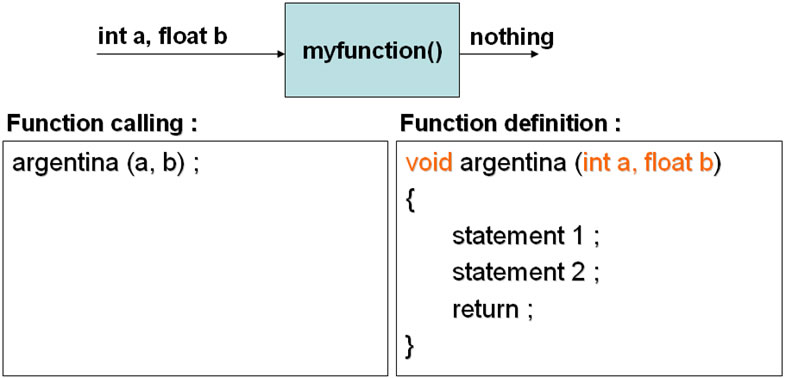 int a, float b
myfunction()
nothing
Function calling :
argentina (a, b) ;
Function definition :
void argentina (int a, float b)
{
statement 1 ;
statement 2 ;
return ;
}